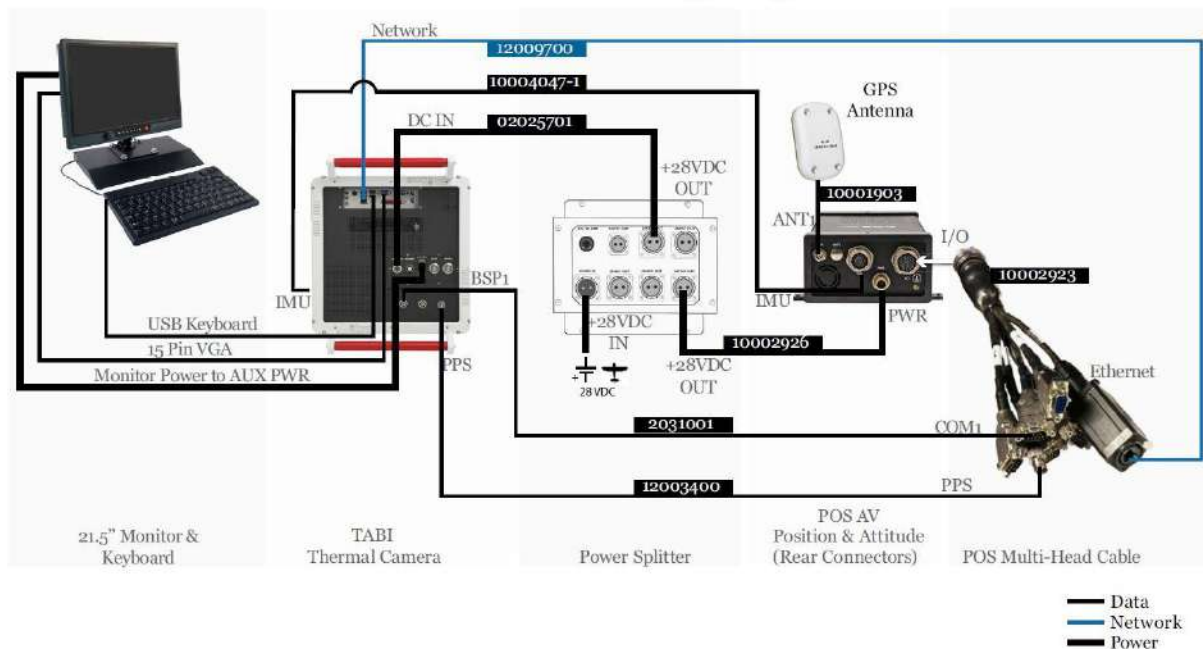 Network
12009700
10004047-1
DC IN
02025701
GPS
Antenna
+28VDC
OUT
10001903
ANT1
I/O
10002923
IMU
BSP1
IMU
PWR
USB Keyboard
+28VDC
IN
10002926
15 Pin VGA
PPS
+28VDC
OUT
Monitor Power to AUX PWR
Ethernet
28 VDC
2031001
COM1
12003400
PPS
21.5” Monitor &
Keyboard
TABI
Thermal Camera
Power Splitter
POS AV
Position & Attitude
(Rear Connectors)
POS Multi-Head Cable
Data
Network
Power